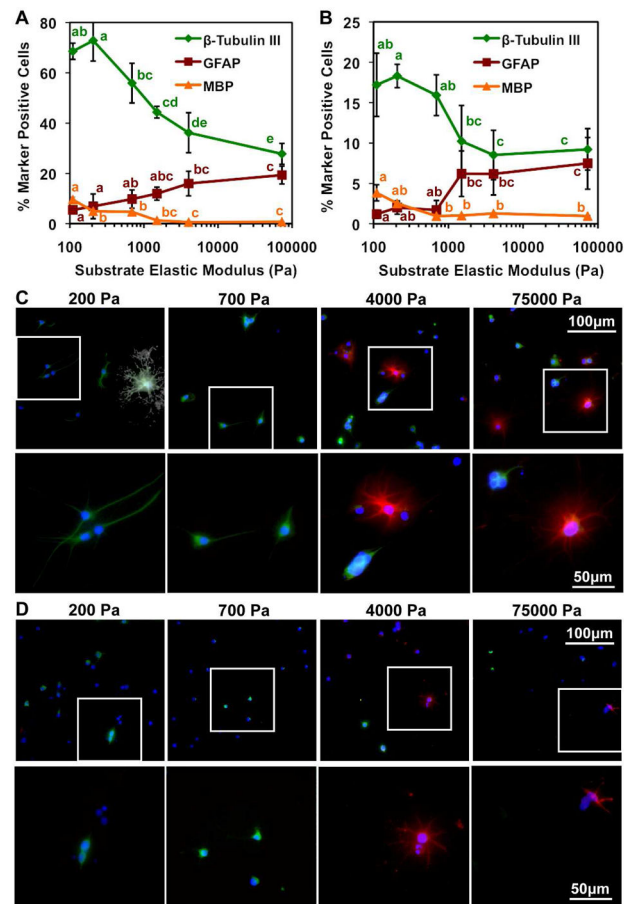 A
B
80
60
40
20
0
% Marker Positive Cells
ab
a
bc
cd
de
e
β-Tubulin III
GFAP
MBP
a
b
b
bc
c
c
a
a
ab
abc
bc
c
100
1000
10000
100000
Substrate Elastic Modulus (Pa)
25
20
15
10
5
0
% Marker Positive Cells
ab
a
ab
bc
c
c
β-Tubulin III
GFAP
MBP
a
ab
b
b
b
b
a
ab
ab
bc
bc
c
100
1000
10000
100000
Substrate Elastic Modulus (Pa)
C
200 Pa
700 Pa
4000 Pa
75000 Pa
100µm
50µm
D
200 Pa
700 Pa
4000 Pa
75000 Pa
100µm
50µm